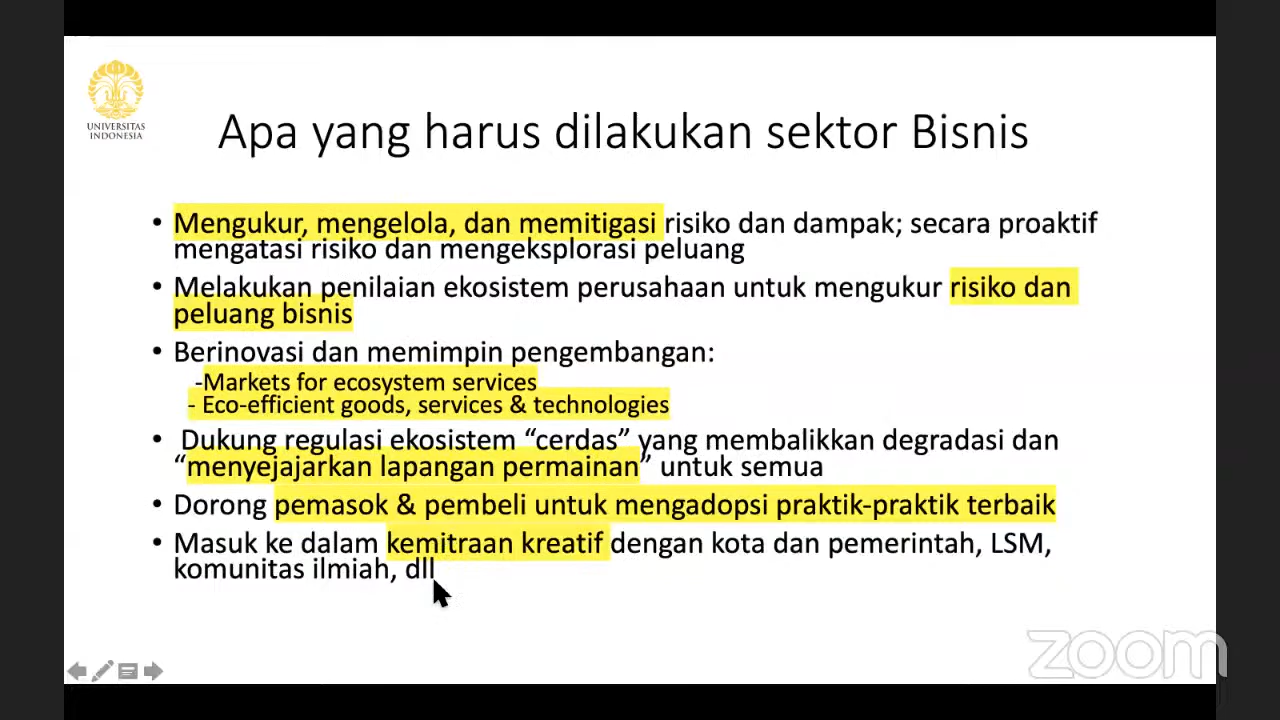 UNIVERSITAS
INDONESIA
Apa yang harus dilakukan sektor Bisnis
• Mengukur, mengelola, dan memitigasi risiko dan dampak; secara proaktif
mengatasi risiko dan mengeksplorasi peluang
• Melakukan penilaian ekosistem perusahaan untuk mengukur risiko dan
peluang bisnis
• Berinovasi dan memimpin pengembangan:
-Markets for ecosystem services
- Eco-efficient goods, services & technologies
• Dukung regulasi ekosistem “cerdas” yang membalikkan degradasi dan
“menyejajarkan lapangan permainan” untuk semua
• Dorong pemasok & pembeli untuk mengadopsi praktik-praktik terbaik
• Masuk ke dalam kemitraan kreatif dengan kota dan pemerintah, LSM,
komunitas ilmiah, dll
zoom